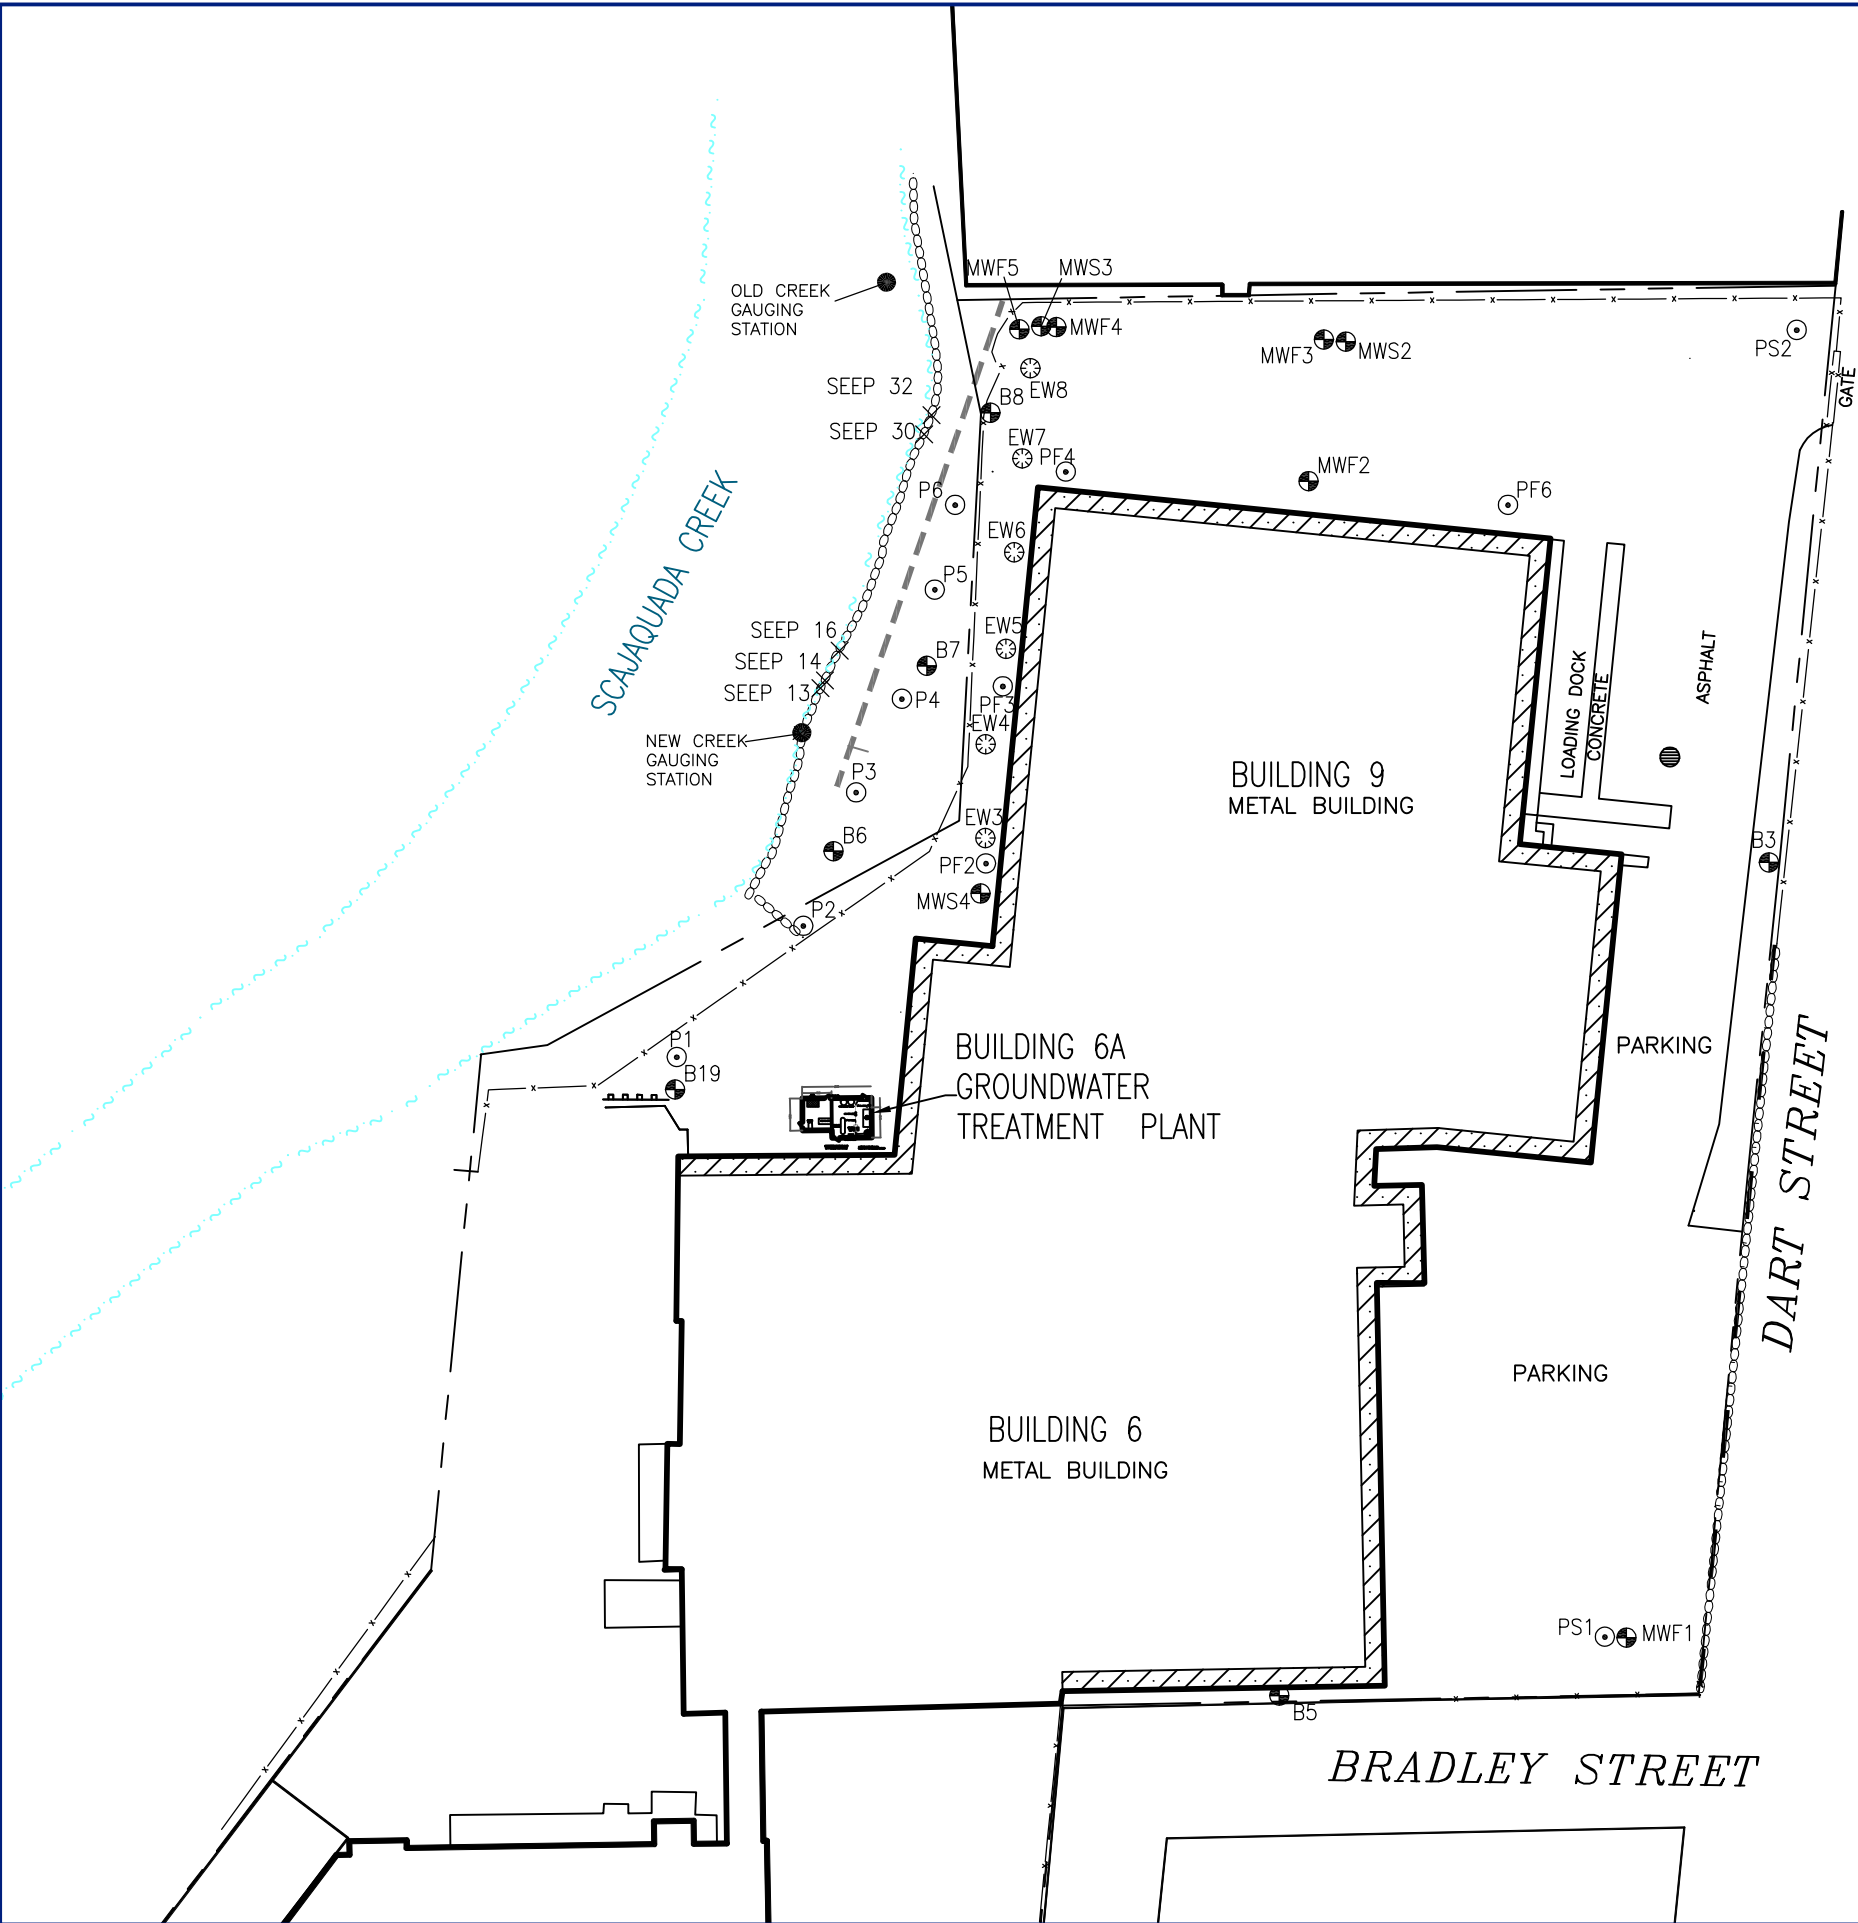 MWF5
MWS3
OLD CREEK
GAUGING
STATION
MWF4
MWF3
MWS2
PS2
SEEP 32
EW8
GATE
B8
SEEP 30
EW7
PF4
MWF2
P6
PF6
SCAJAQUADA CREEK
EW6
P5
SEEP 16
EW5
B7
SEEP 14
SEEP 13
P4
PF3
EW4
LOADING DOCK
CONCRETE
ASPHALT
NEW CREEK
GAUGING
STATION
P3
BUILDING 9
METAL BUILDING
EW3
B6
PF2
B3
MWS4
P2
P1
B19
BUILDING 6A
GROUNDWATER
TREATMENT PLANT
PARKING
DART STREET
PARKING
BUILDING 6
METAL BUILDING
PS1
MWF1
B5
BRADLEY STREET